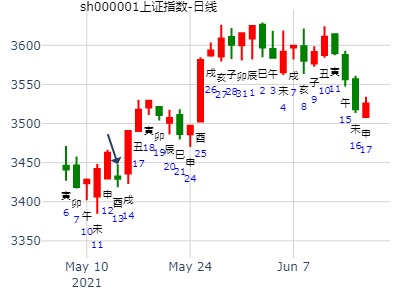 sh000001上证指数-日线
3600
3550
3500
3450
3400
3350
寅
6
卯
7
午
10
未
11
申
12
酉
13
戌
14
丑
17
寅
18
卯
19
辰
20
巳
21
申
24
酉
25
戌
26
亥
27
子
28
卯
31
辰
1
巳
2
午
3
未
4
戌
7
亥
8
子
9
丑
10
寅
11
午
15
未
16
申
17
May 10
2021
May 24
Jun 7